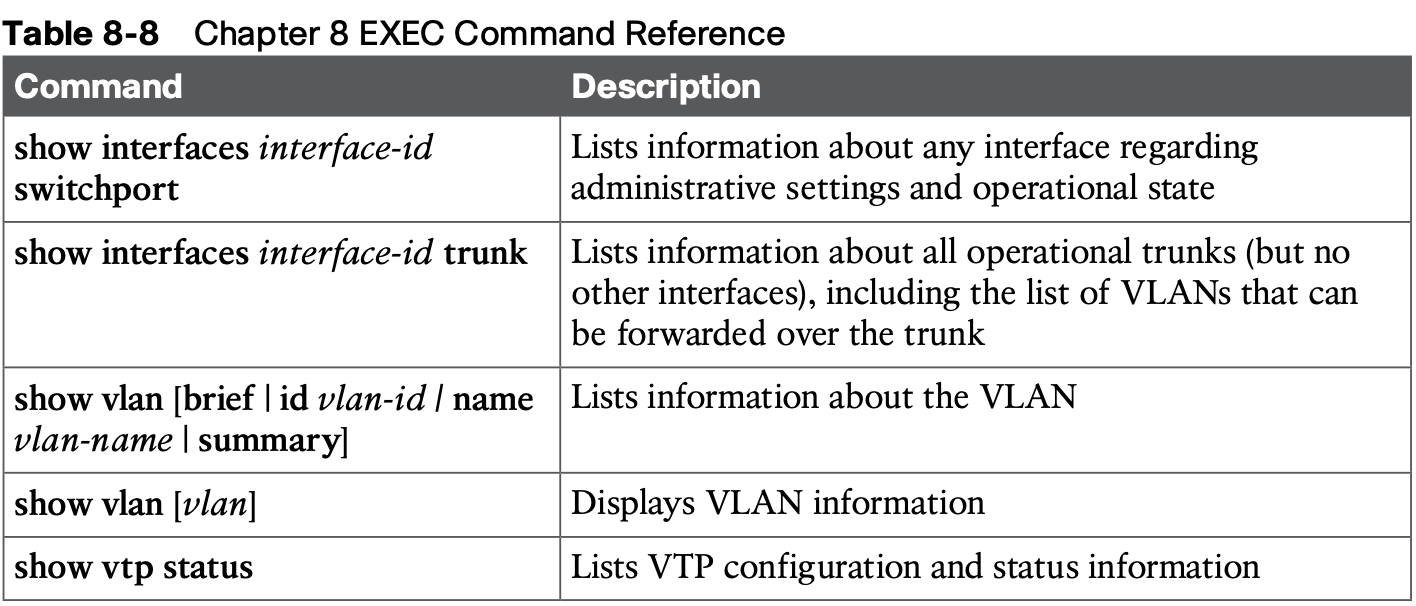 Table 8-8 Chapter 8 EXEC Command Reference
Command Description
show interfaces interface-id
switchport
Lists information about any interface regarding
administrative settings and operational state
show interfaces interface-id trunk
Lists information about all operational trunks (but no
other interfaces), including the list of VLANs that can
be forwarded over the trunk
show vlan [brief | id vlan-id | name
vlan-name | summary]
Lists information about the VLAN
show vlan [vlan]
Displays VLAN information
show vtp status
Lists VTP configuration and status information